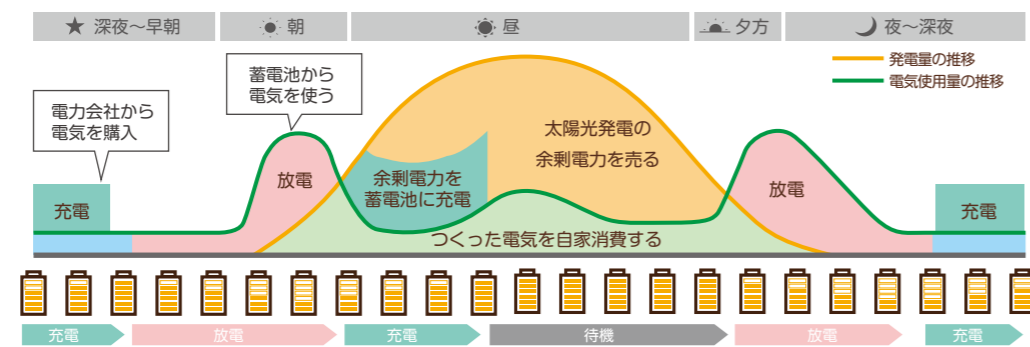 深夜〜早朝
朝
昼
夕方
夜〜深夜
発電量の推移
電気使用量の推移
蓄電池から
電気を使う
電力会社から
電気を購入
太陽光発電の
余剰電力を売る
放電
余剰電力を
蓄電池に充電
放電
充電
充電
つくった電気を自家消費する
充電
放電
充電
待機
放電
充電